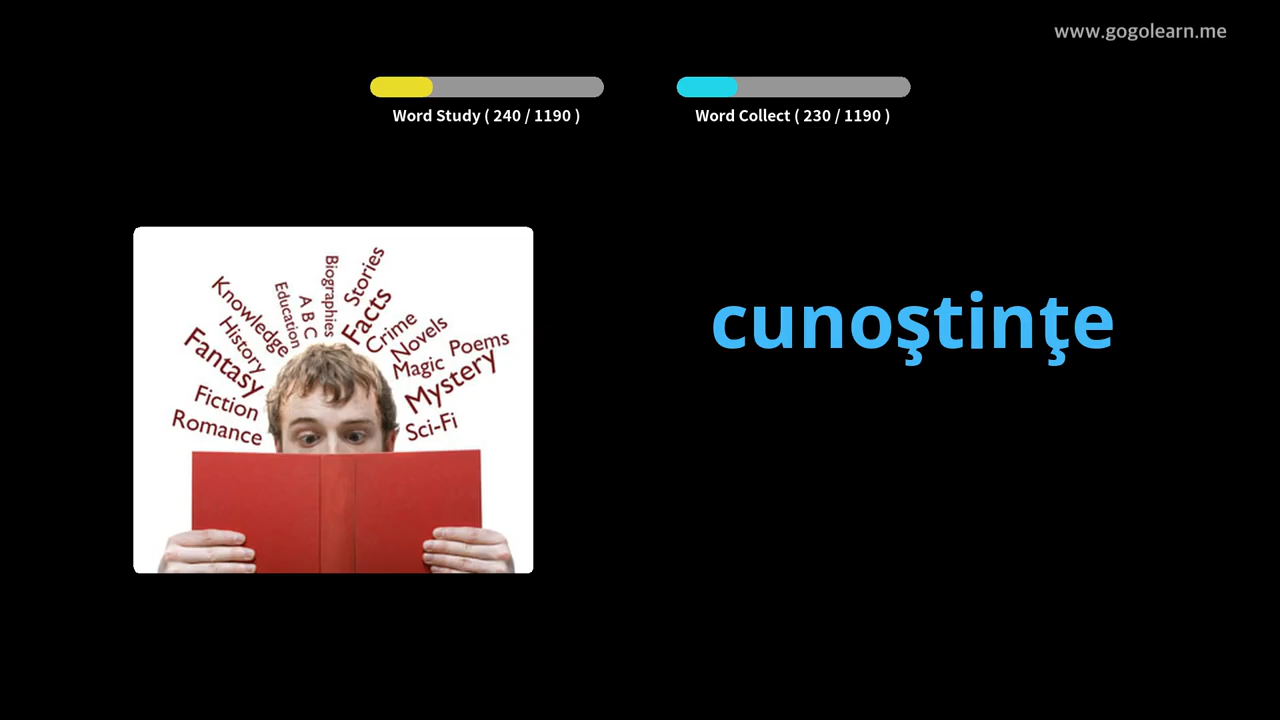 www.gogolearn.me
Word Study ( 240 / 1190 )
Word Collect ( 230 / 1190 )
cunoştinţe
Biographies
Stories
Knowledge
Education
A B C
Facts
History
Crime
Novels
Fantasy
Magic
Poems
Mystery
Fiction
Romance
Sci-Fi